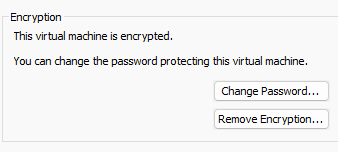 Encryption
This virtual machine is encrypted.
You can change the password protecting this virtual machine.
Change Password...
Remove Encryption...